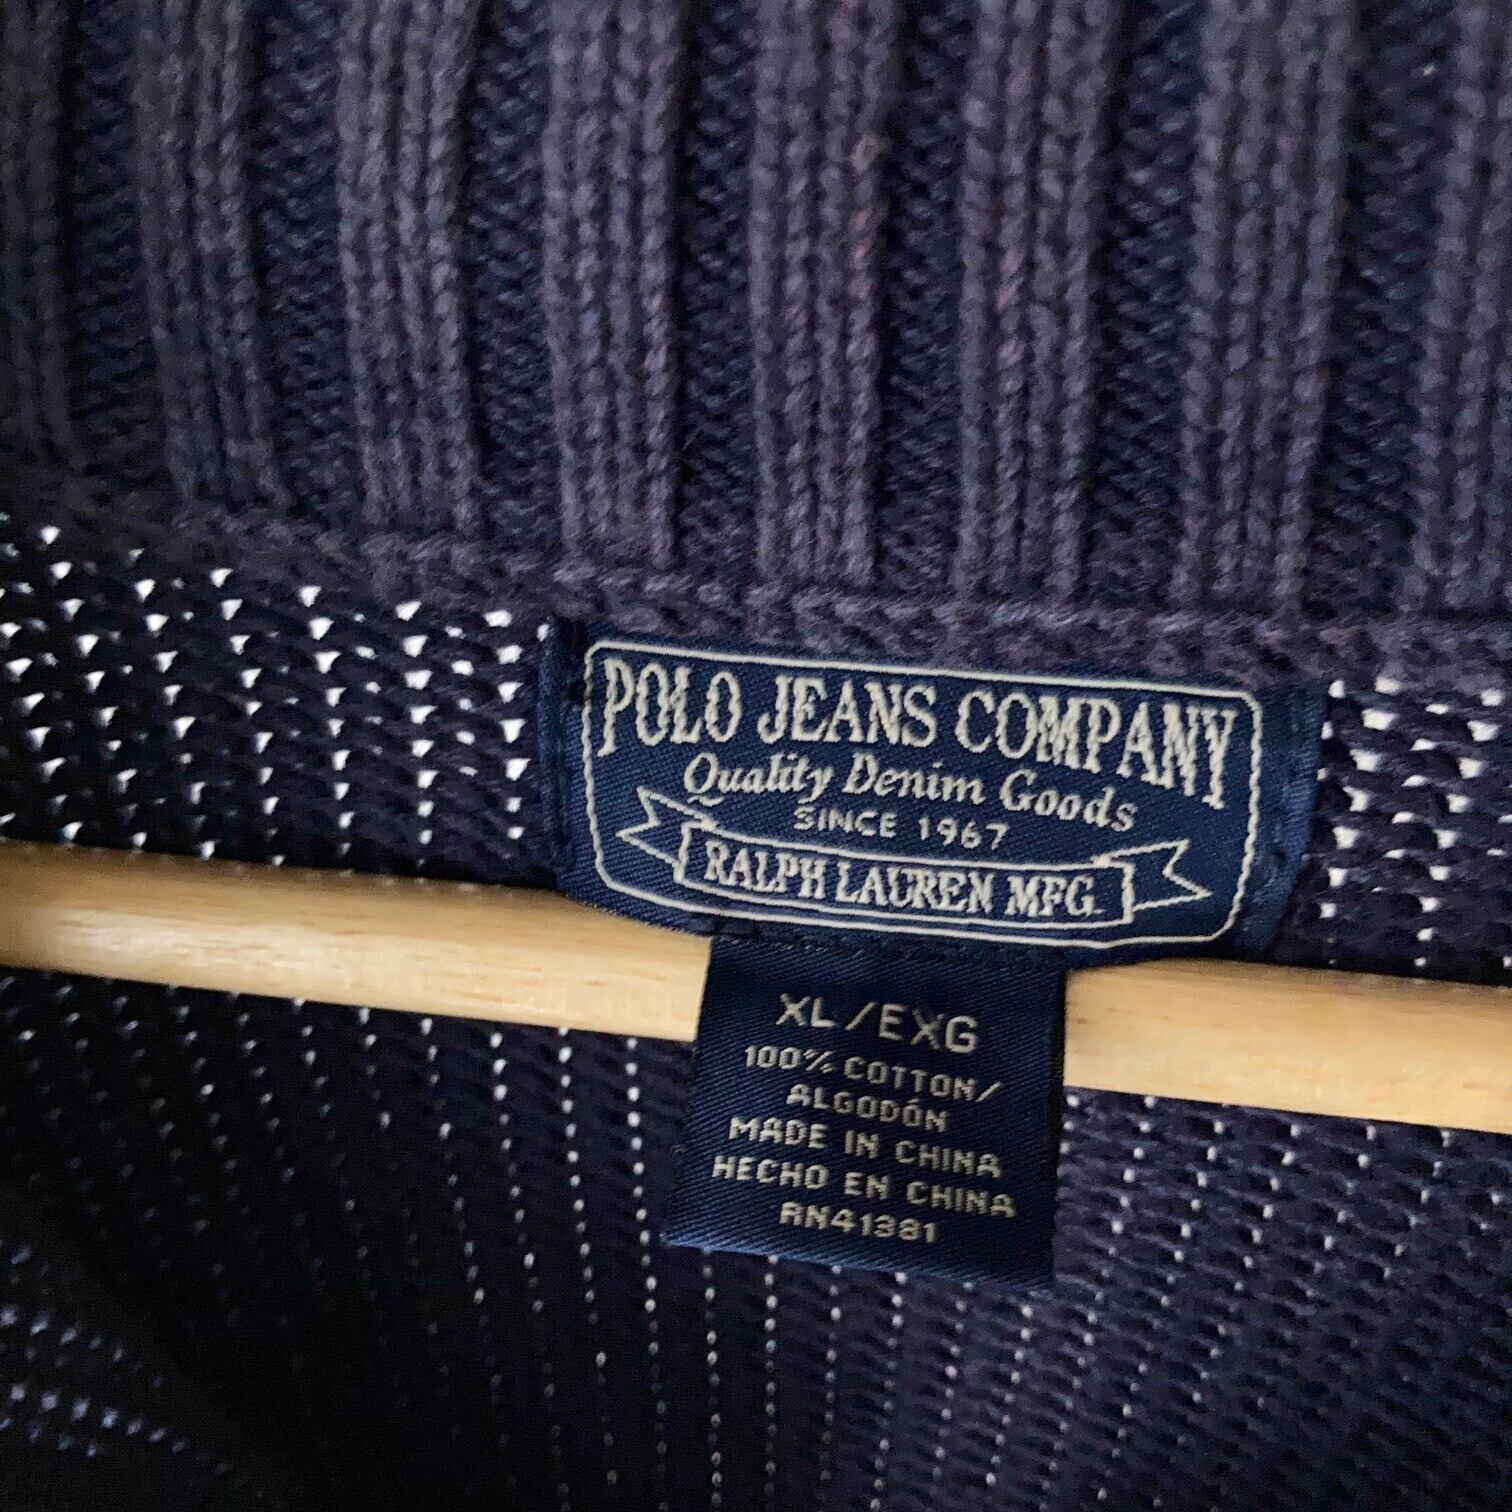 POLO JEANS COMPANY
Quality Denim Goods
SINCE 1967
RALPH LAUREN MFG.
XL/EXG
100% COTTON/
ALGODÓN
MADE IN CHINA
HECHO EN CHINA
RN41381